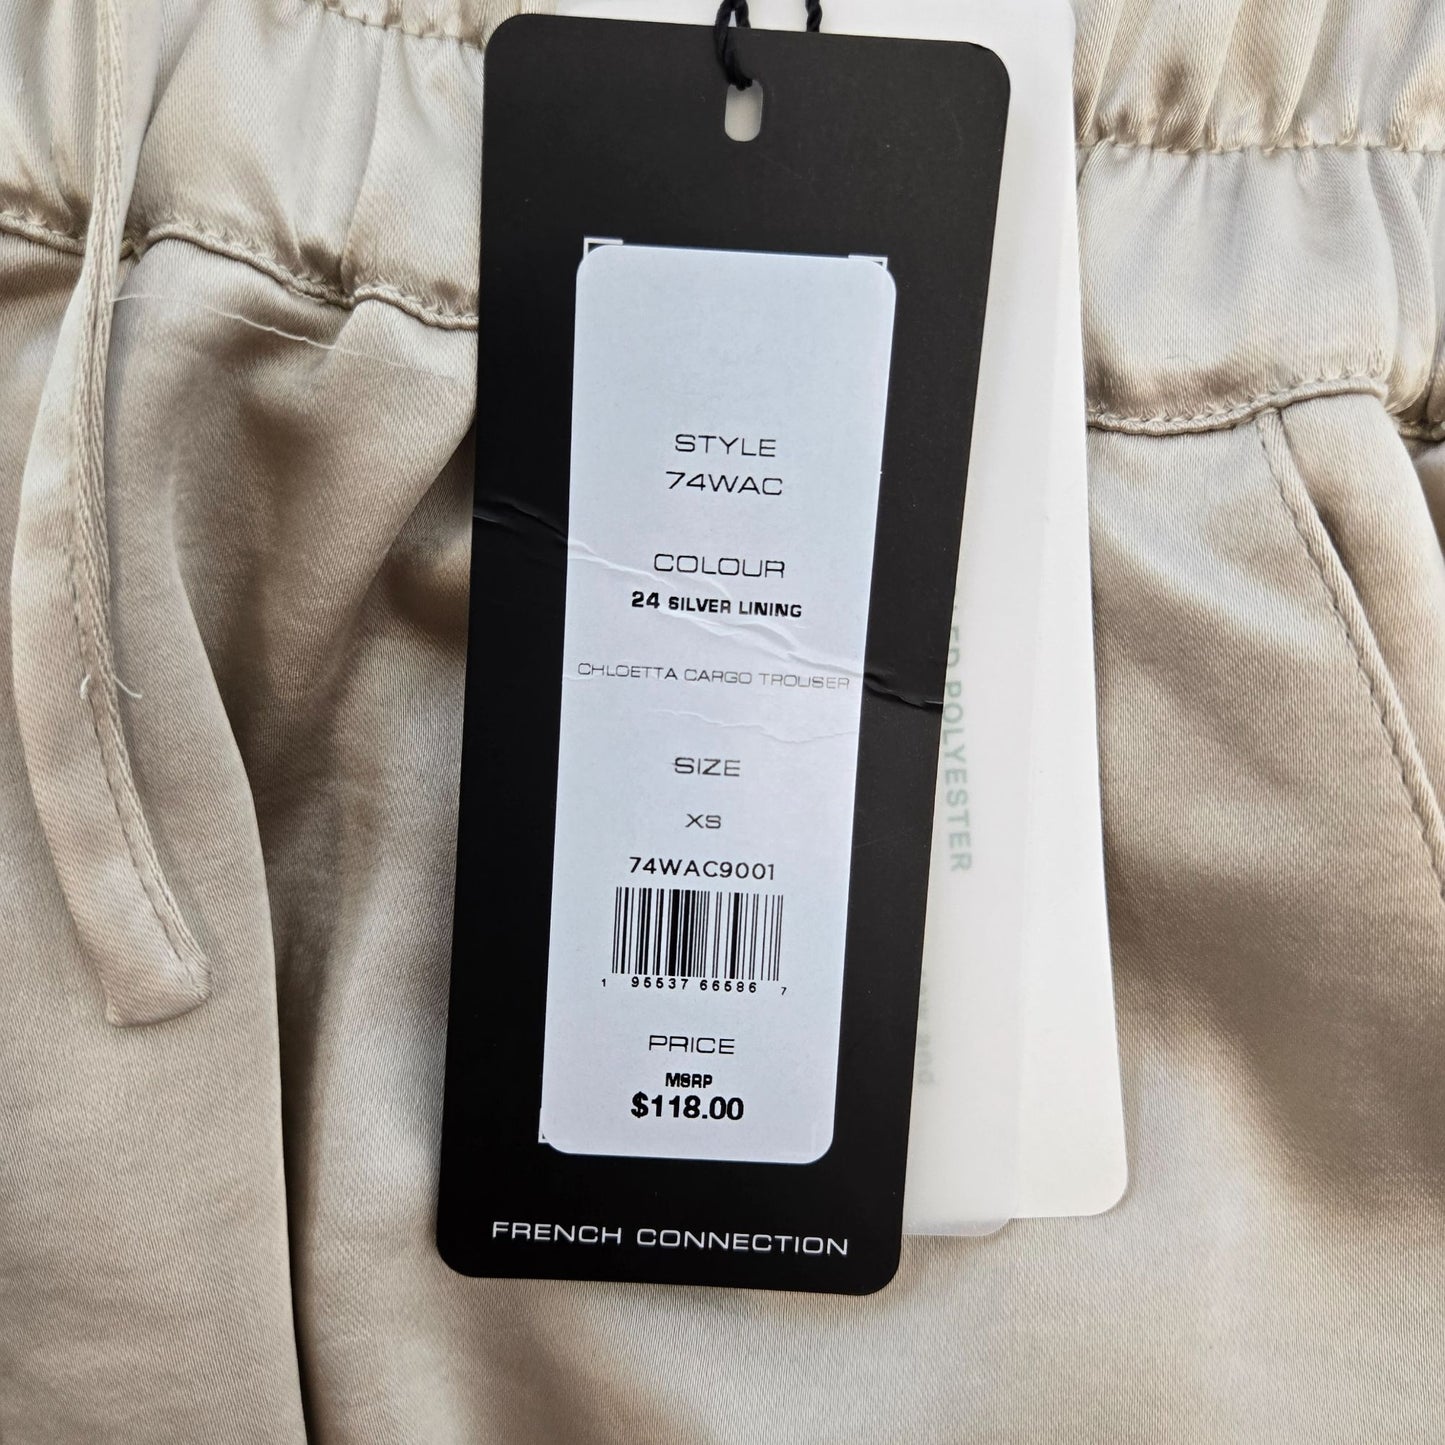 STYLE
74WAC
COLOUR
24 SILVER LINING
CHLOETTA CARGO TROUSER
SIZE
XS
74WAC9001
1 95537 66586 7
PRICE
MSRP
$118.00
FRENCH CONNECTION
POLYESTER